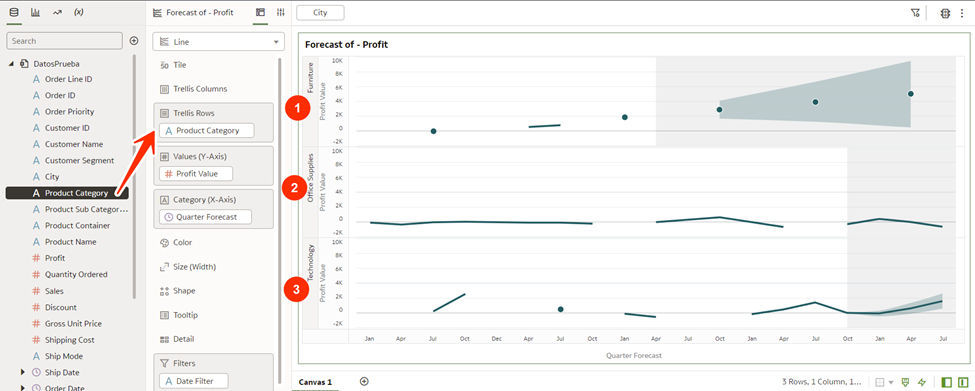 (x)
Search
DatosPrueba
A Order Line ID
A Order ID
A Order Priority
A Customer ID
A Customer Name
A Customer Segment
A City
A Product Category
A Product Sub Categor...
A Product Container
A Product Name
# Profit
# Quantity Ordered
# Sales
# Discount
# Gross Unit Price
# Shipping Cost
A Ship Mode
Ship Date
Order Date
Forecast of - Profit
Line
50 Tile
Trellis Columns
Trellis Rows
A Product Category
Values (Y-Axis)
# Profit Value
A Category (X-Axis)
Quarter Forecast
Color
Size (Width)
Shape
Tooltip
Detail
Filters
A Date Filter
City
Forecast of - Profit
1
Furniture
Profit Value
10K
8K
6K
4K
2K
0
-2K
2
Office Supplies
Profit Value
10K
8K
6K
4K
2K
0
-2K
3
Technology
Profit Value
10K
8K
6K
4K
2K
0
-2K
Jan Apr Jul Oct Dec Jan Apr Jul Oct Jan Apr Jul Oct Jan Apr Jul Oct Jan Apr Jul
Quarter Forecast
Canvas 1
3 Rows, 1 Column, 1...